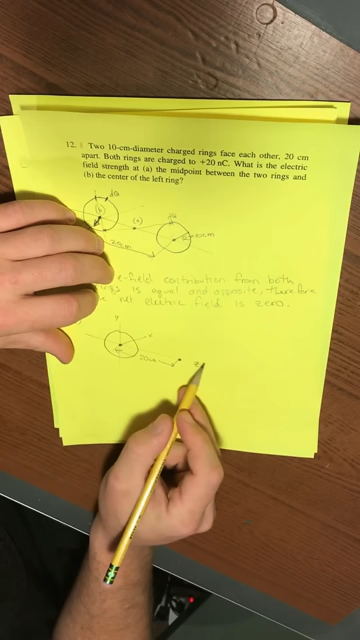 12. Two 10-cm-diameter charged rings face each other, 20 cm
apart. Both rings are charged to +20 nC. What is the electric
field strength at (a) the midpoint between the two rings and
(b) the center of the left ring?
dQ
(b)
(a)
dQ
20cm
e-field contribution from both
is equal and opposite, therefore
net electric field is zero.
y
x
20cm
z